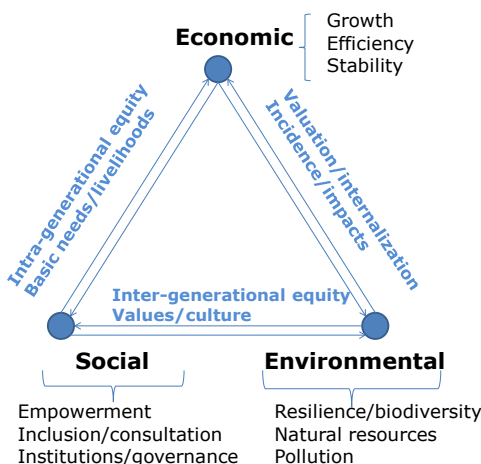 Economic
Growth
Efficiency
Stability
Intra-generational equity
Basic needs/livelihoods
Valuation/internalization
Incidence/impacts
Inter-generational equity
Values/culture
Social
Empowerment
Inclusion/consultation
Institutions/governance
Environmental
Resilience/biodiversity
Natural resources
Pollution